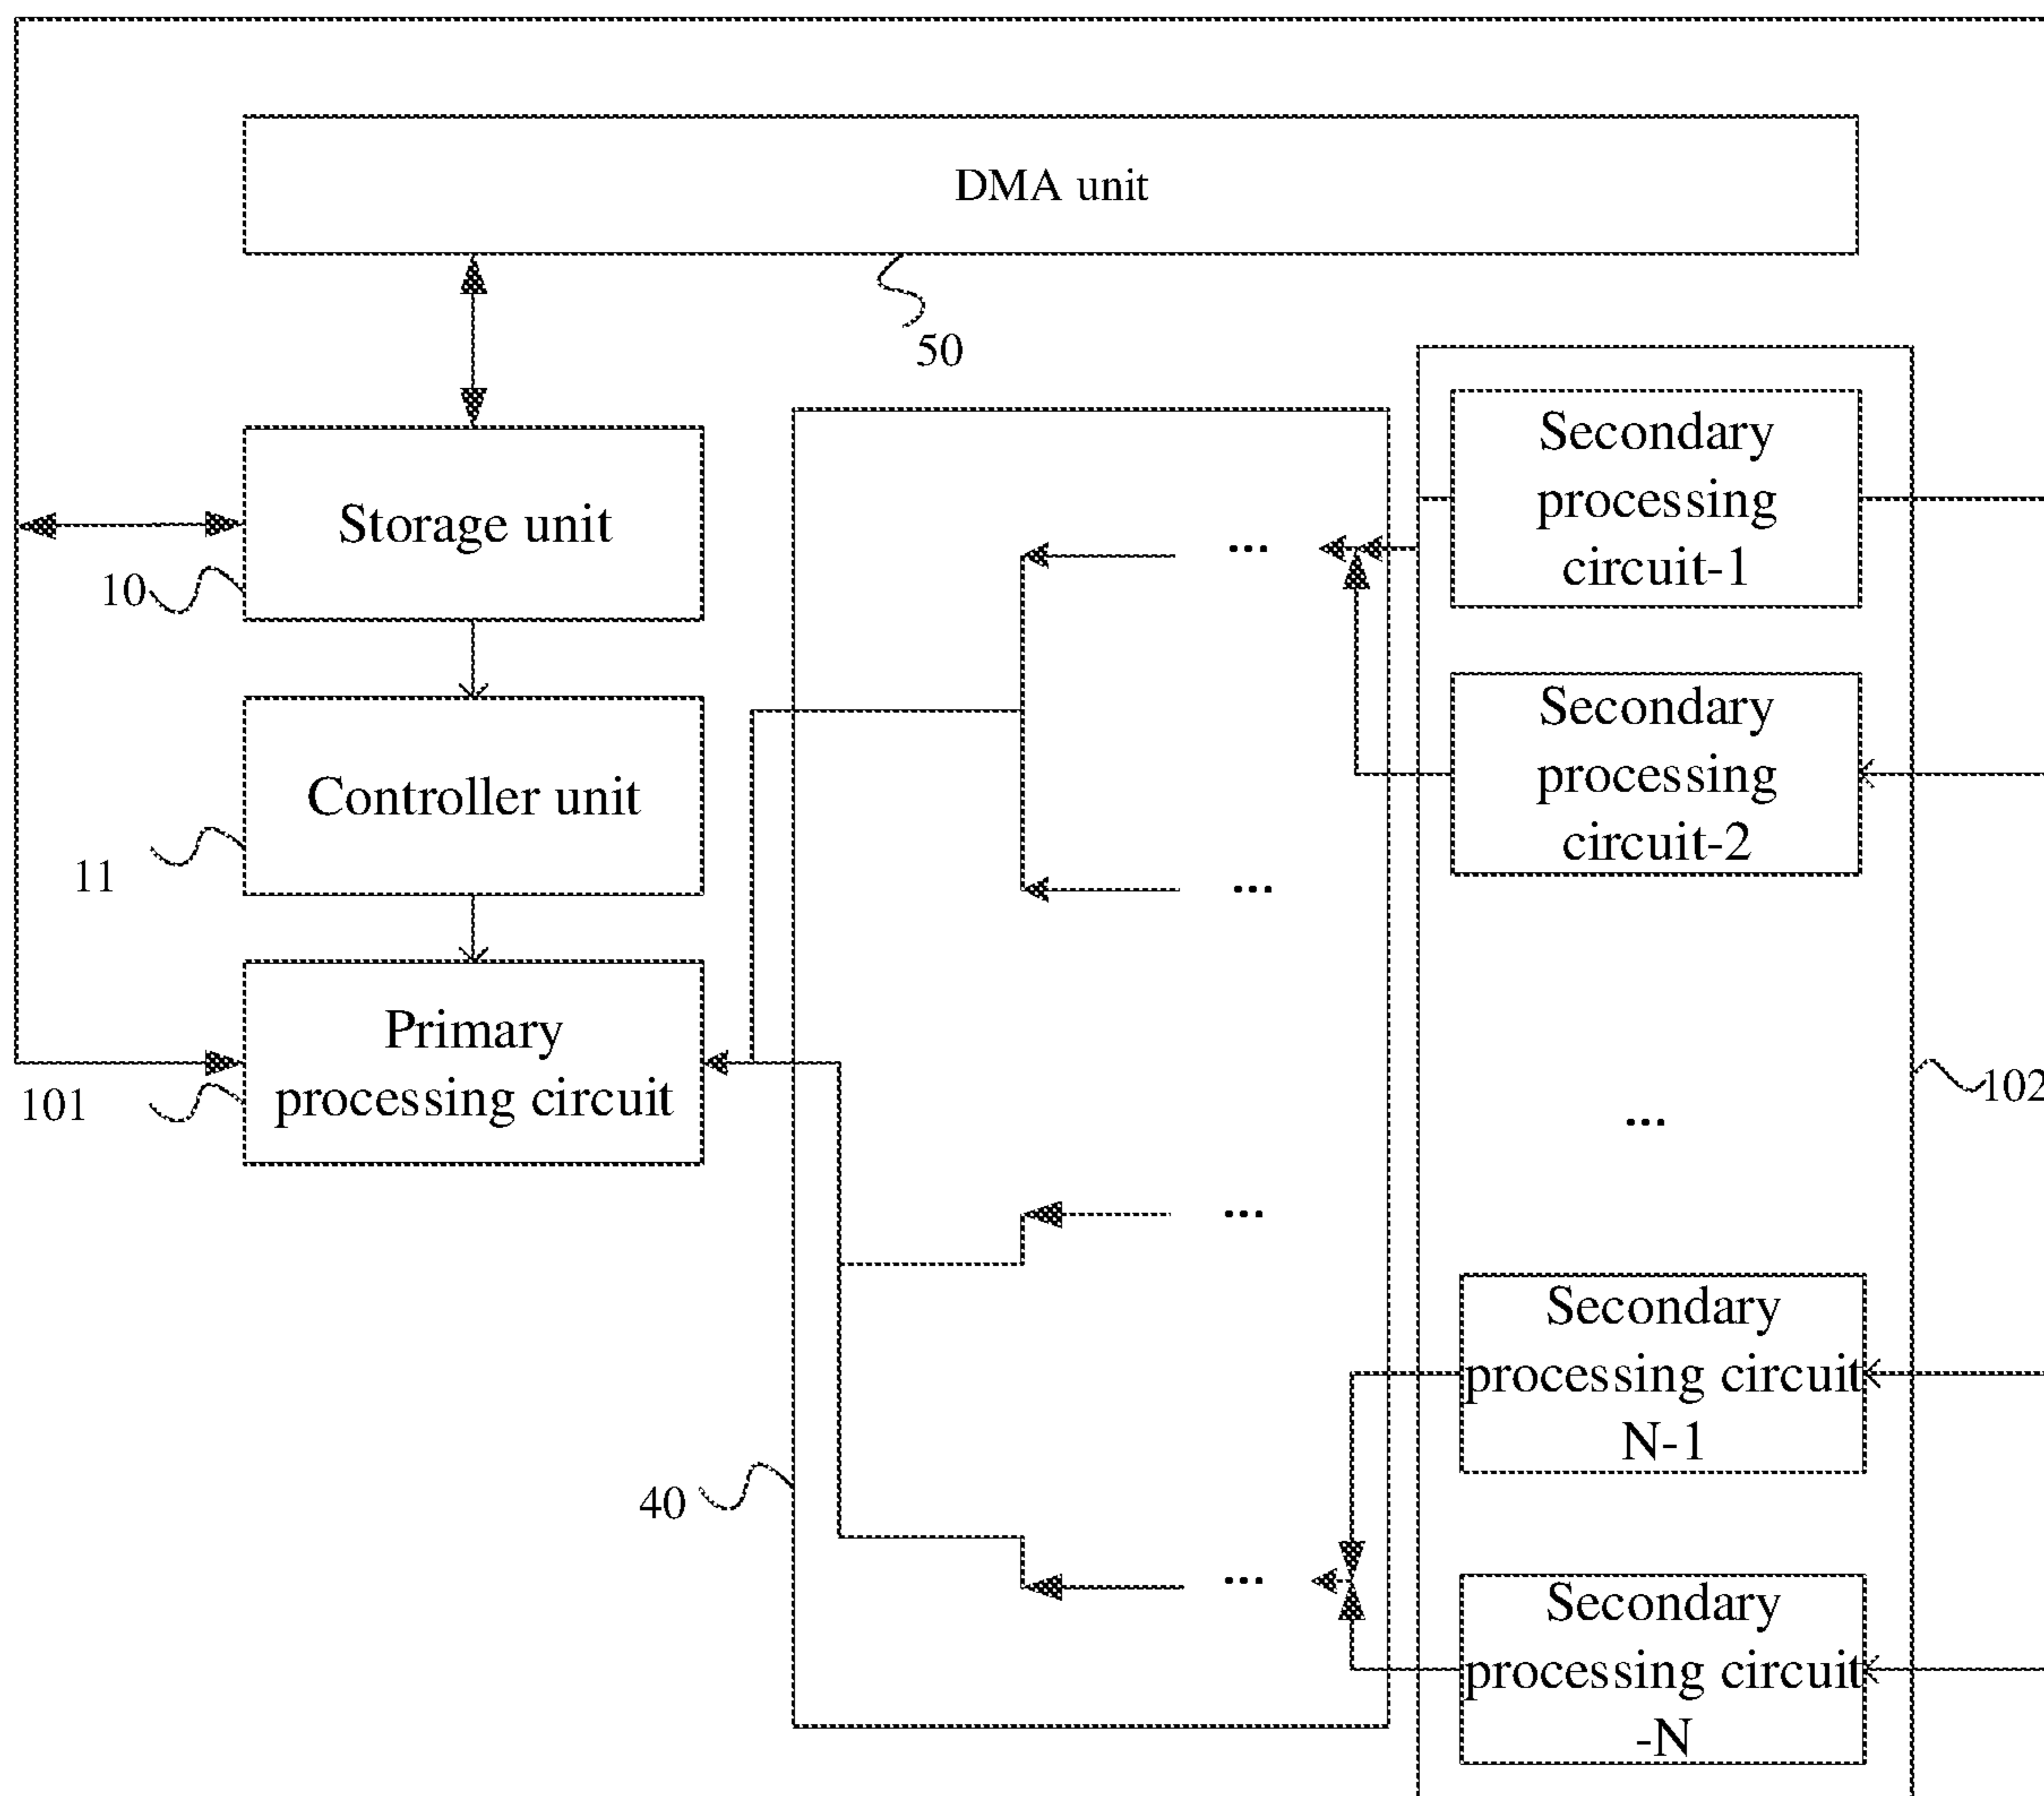 DMA unit
50
Secondary
processing
circuit-1
Storage unit
...
10
Secondary
processing
circuit-2
Controller unit
11
...
Primary
processing circuit
101
102
...
...
Secondary
processing circuit
N-1
40
...
Secondary
processing circuit
-N